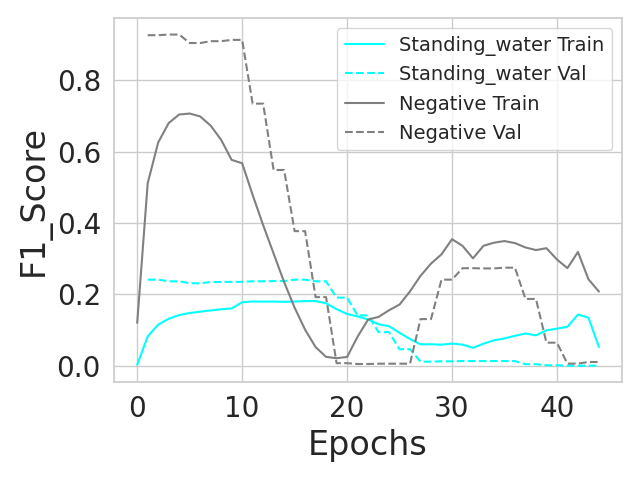 Standing_water Train
Standing_water Val
Negative Train
Negative Val
F1_Score
0.8
0.6
0.4
0.2
0.0
0 10 20 30 40
Epochs